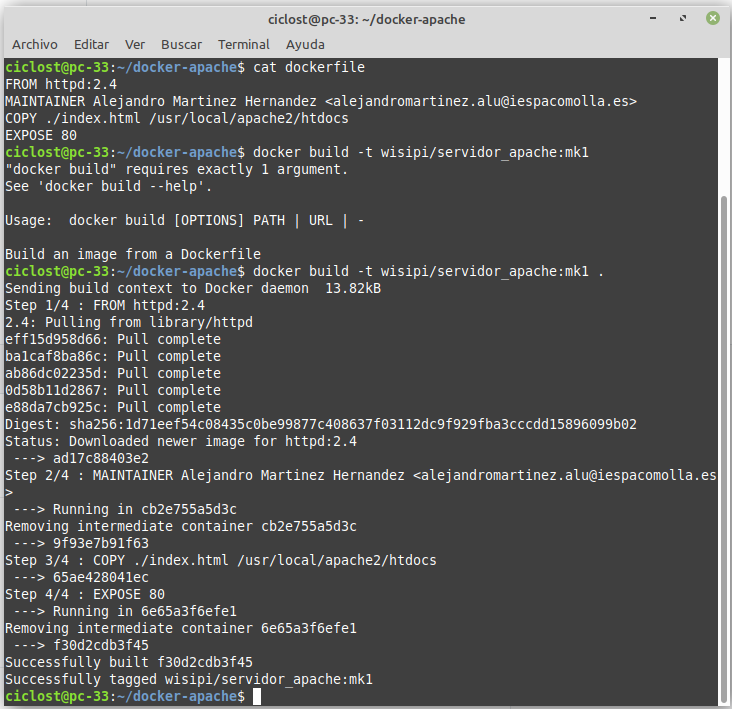 ciclost@pc-33: ~/docker-apache
Archivo Editar Ver Buscar Terminal Ayuda
ciclost@pc-33:~/docker-apache$ cat dockerfile
FROM httpd:2.4
MAINTAINER Alejandro Martinez Hernandez <alejandromartinez.alu@iespacomolla.es>
COPY ./index.html /usr/local/apache2/htdocs
EXPOSE 80
ciclost@pc-33:~/docker-apache$ docker build -t wisipi/servidor_apache:mk1
"docker build" requires exactly 1 argument.
See 'docker build --help'.
Usage:  docker build [OPTIONS] PATH | URL | -
Build an image from a Dockerfile
ciclost@pc-33:~/docker-apache$ docker build -t wisipi/servidor_apache:mk1 .
Sending build context to Docker daemon  13.82kB
Step 1/4 : FROM httpd:2.4
2.4: Pulling from library/httpd
eff15d958d66: Pull complete
ba1caf8ba86c: Pull complete
ab86dc02235d: Pull complete
0d58b11d2867: Pull complete
e88da7cb925c: Pull complete
Digest: sha256:1d71eef54c08435c0be99877c408637f03112dc9f929fba3cccdd15896099b02
Status: Downloaded newer image for httpd:2.4
 ---> ad17c88403e2
Step 2/4 : MAINTAINER Alejandro Martinez Hernandez <alejandromartinez.alu@iespacomolla.es
>
 ---> Running in cb2e755a5d3c
Removing intermediate container cb2e755a5d3c
 ---> 9f93e7b91f63
Step 3/4 : COPY ./index.html /usr/local/apache2/htdocs
 ---> 65ae428041ec
Step 4/4 : EXPOSE 80
 ---> Running in 6e65a3f6efe1
Removing intermediate container 6e65a3f6efe1
 ---> f30d2cdb3f45
Successfully built f30d2cdb3f45
Successfully tagged wisipi/servidor_apache:mk1
ciclost@pc-33:~/docker-apache$